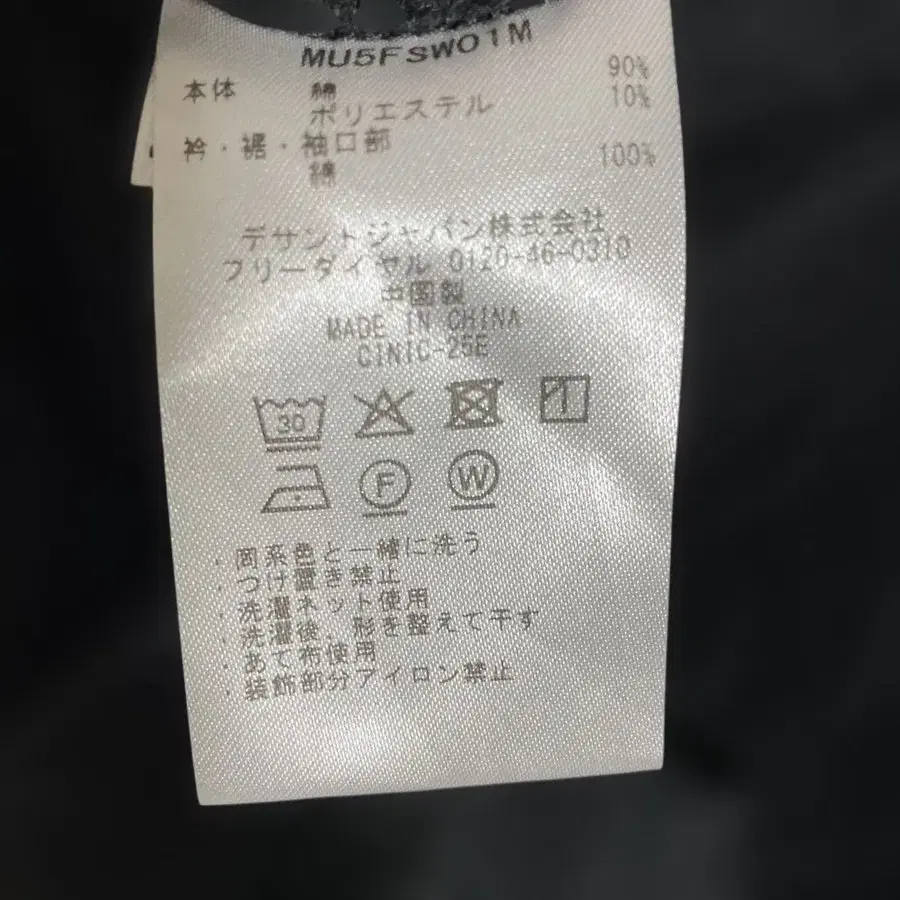 MU5FSW01M
本体 綿 90%
ポリエステル 10%
衿・裾・袖口部
綿 100%
デサントジャパン株式会社
フリーダイヤル 0120-46-0310
中国製
MADE IN CHINA
CINIC-25E
30
F W
・同系色と一緒に洗う
・つけ置き禁止
・洗濯ネット使用
・洗濯後、形を整えて干す
・あて布使用
・装飾部分アイロン禁止